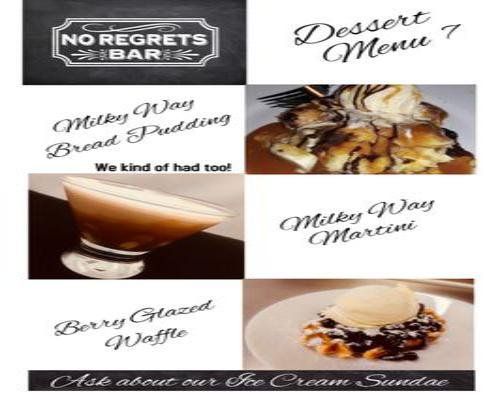 NO REGRETS
BAR
Dessert
Menu 7
Milky Way
Bread Pudding
We kind of had too!
Milky Way
Martini
Berry Glazed
Waffle
Ask about our Ice Cream Sundae